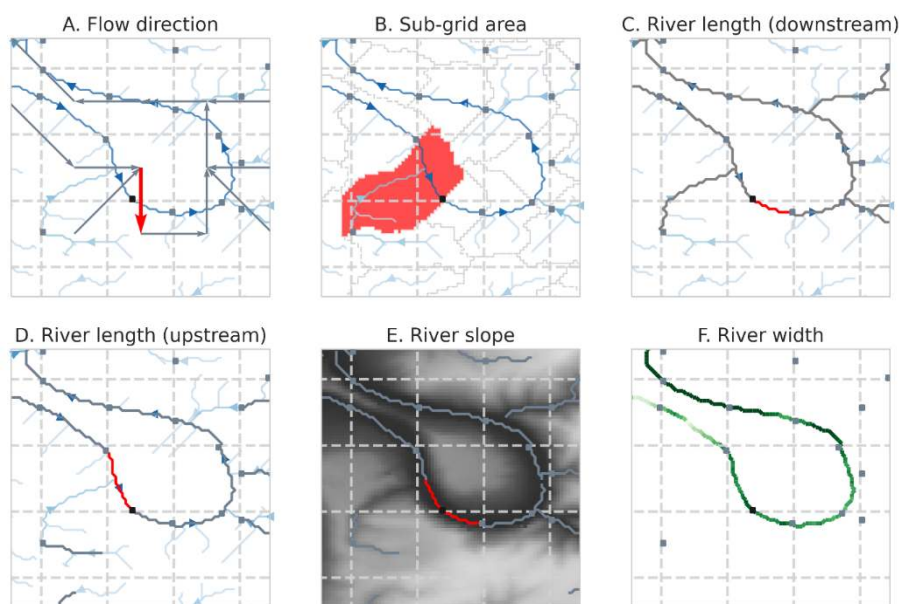 A. Flow direction
B. Sub-grid area
C. River length (downstream)
D. River length (upstream)
E. River slope
F. River width